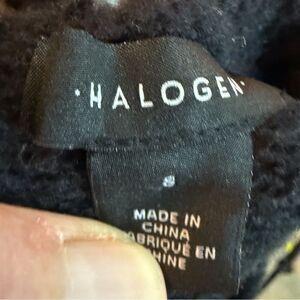 ·HALOGEN·
S
MADE IN
CHINA
ABRIQUÉ EN
HINE